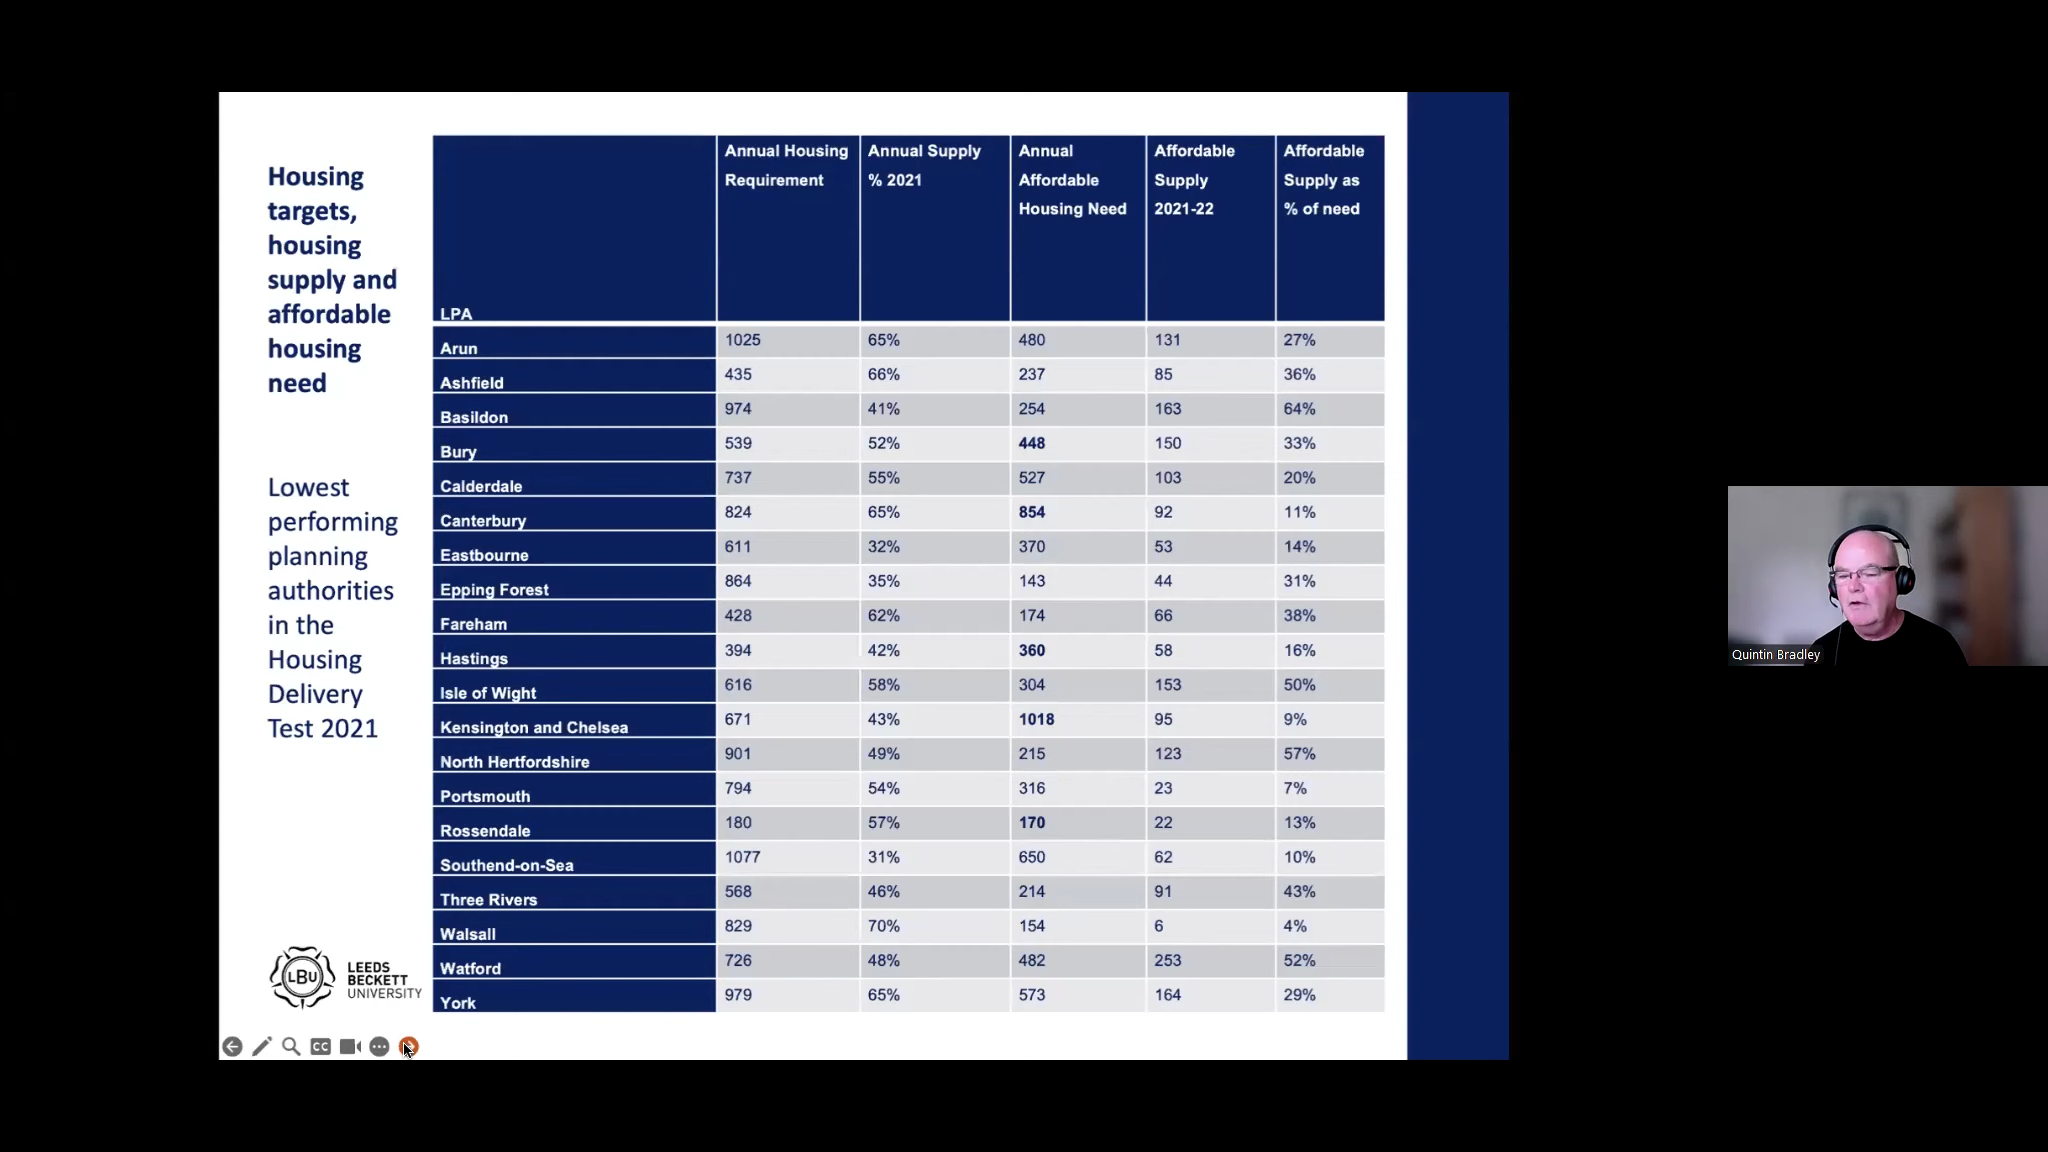 Housing
targets,
housing
supply and
affordable
housing
need
Lowest
performing
planning
authorities
in the
Housing
Delivery
Test 2021
LBU
LEEDS
BECKETT
UNIVERSITY
LPA
Annual Housing
Requirement
Annual Supply
% 2021
Annual
Affordable
Housing Need
Affordable
Supply
2021-22
Affordable
Supply as
% of need
Arun 1025 65% 480 131 27%
Ashfield 435 66% 237 85 36%
Basildon 974 41% 254 163 64%
Bury 539 52% 448 150 33%
Calderdale 737 55% 527 103 20%
Canterbury 824 65% 854 92 11%
Eastbourne 611 32% 370 53 14%
Epping Forest 864 35% 143 44 31%
Fareham 428 62% 174 66 38%
Hastings 394 42% 360 58 16%
Isle of Wight 616 58% 304 153 50%
Kensington and Chelsea 671 43% 1018 95 9%
North Hertfordshire 901 49% 215 123 57%
Portsmouth 794 54% 316 23 7%
Rossendale 180 57% 170 22 13%
Southend-on-Sea 1077 31% 650 62 10%
Three Rivers 568 46% 214 91 43%
Walsall 829 70% 154 6 4%
Watford 726 48% 482 253 52%
York 979 65% 573 164 29%
CC
Quintin Bradley